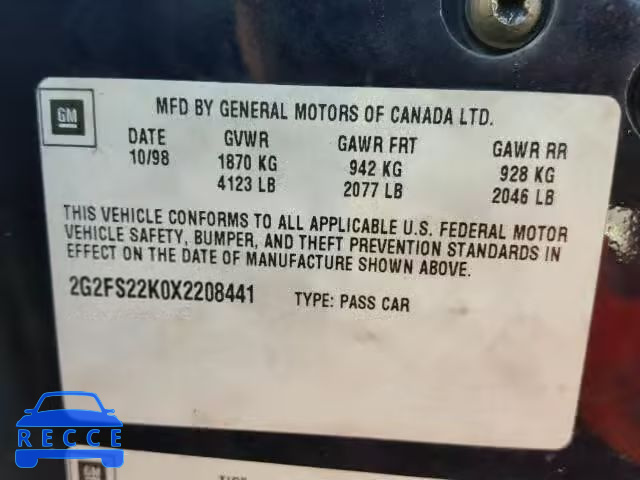 GM
MFD BY GENERAL MOTORS OF CANADA LTD.
DATE GVWR GAWR FRT GAWR RR
10/98 1870 KG 942 KG 928 KG
4123 LB 2077 LB 2046 LB
THIS VEHICLE CONFORMS TO ALL APPLICABLE U.S. FEDERAL MOTOR
VEHICLE SAFETY, BUMPER, AND THEFT PREVENTION STANDARDS IN
EFFECT ON THE DATE OF MANUFACTURE SHOWN ABOVE.
2G2FS22K0X2208441 TYPE: PASS CAR
RECCE
GM